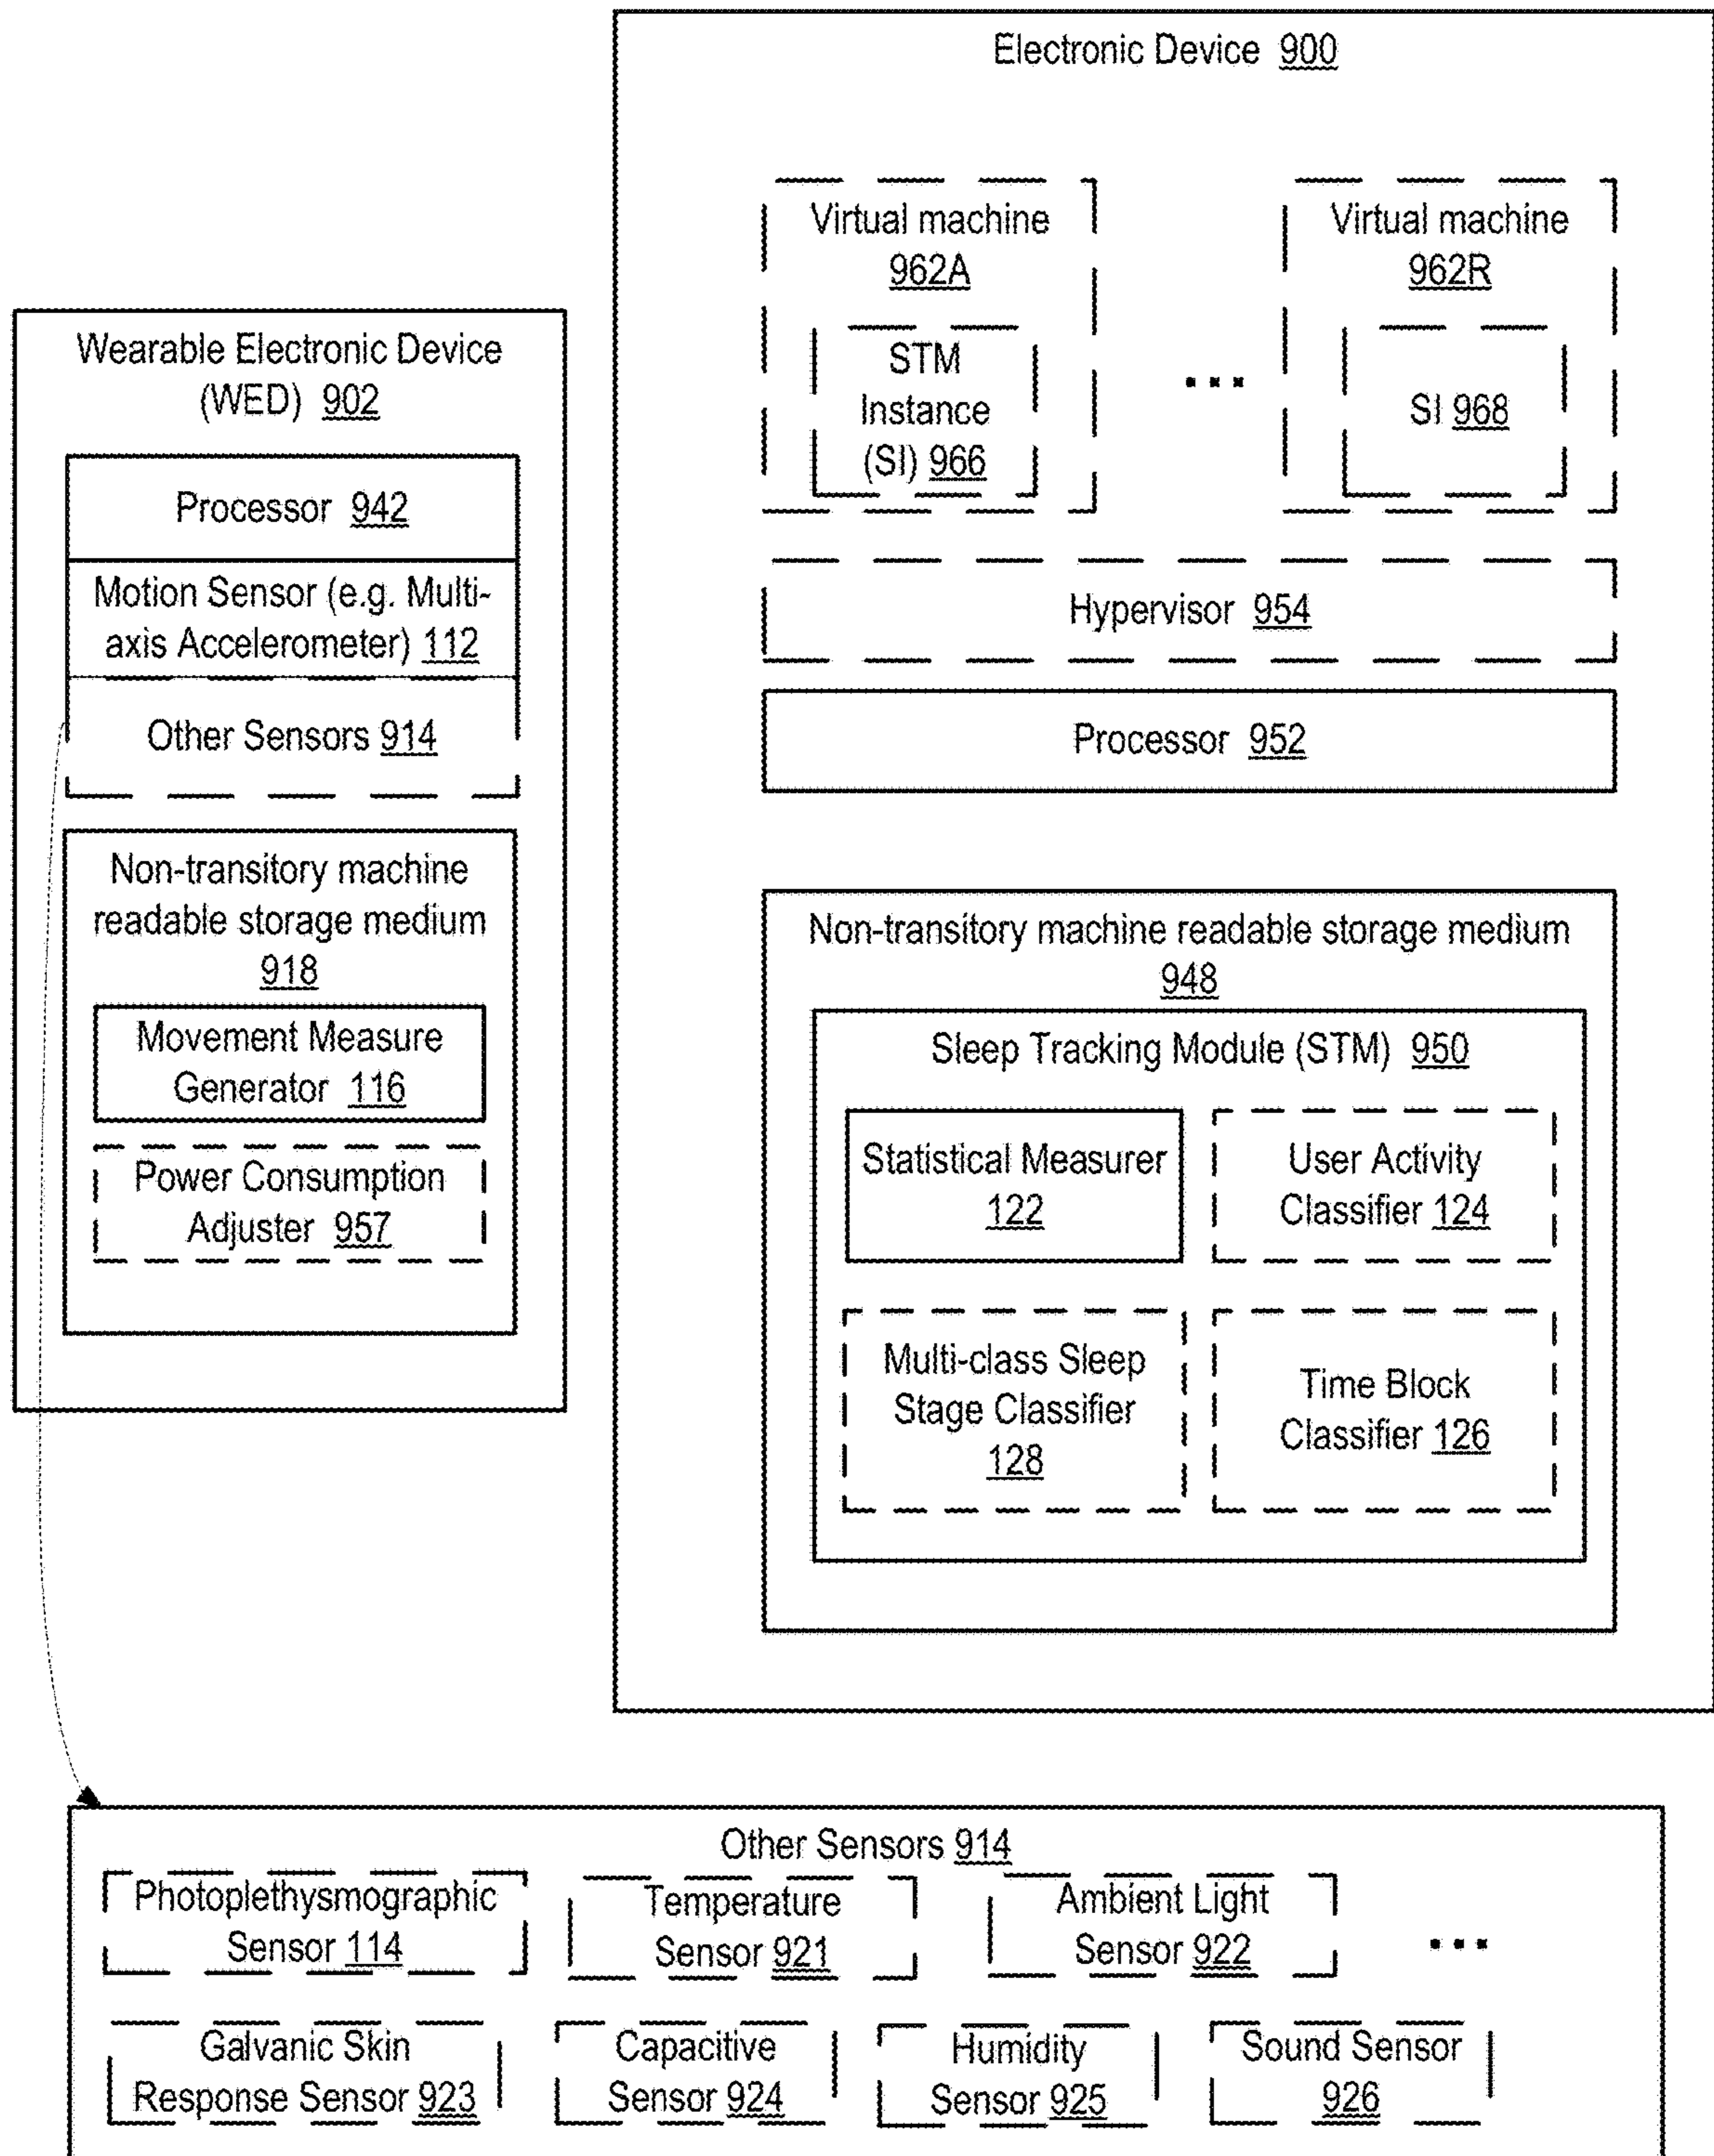 Electronic Device 900
Virtual machine
962A
STM
Instance
(SI) 966
...
Virtual machine
962R
SI 968
Hypervisor 954
Processor 952
Non-transitory machine readable storage medium
948
Sleep Tracking Module (STM) 950
Statistical Measurer
122
User Activity
Classifier 124
Multi-class Sleep
Stage Classifier
128
Time Block
Classifier 126
Wearable Electronic Device
(WED) 902
Processor 942
Motion Sensor (e.g. Multi-
axis Accelerometer) 112
Other Sensors 914
Non-transitory machine
readable storage medium
918
Movement Measure
Generator 116
Power Consumption
Adjuster 957
Other Sensors 914
Photoplethysmographic
Sensor 114
Temperature
Sensor 921
Ambient Light
Sensor 922
...
Galvanic Skin
Response Sensor 923
Capacitive
Sensor 924
Humidity
Sensor 925
Sound Sensor
926